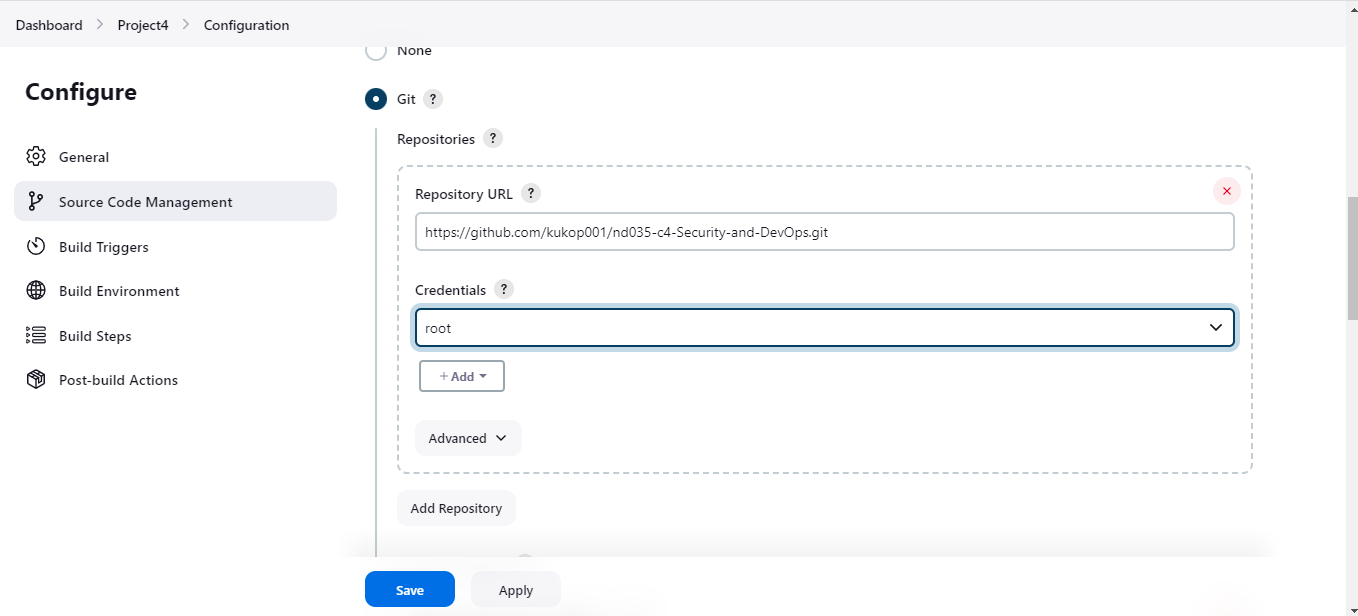 Dashboard > Project4 > Configuration
Configure
General
Source Code Management
Build Triggers
Build Environment
Build Steps
Post-build Actions
None
Git ?
Repositories ?
Repository URL ?
https://github.com/kukop001/nd035-c4-Security-and-DevOps.git
Credentials ?
root
+ Add
Advanced
Add Repository
Save
Apply